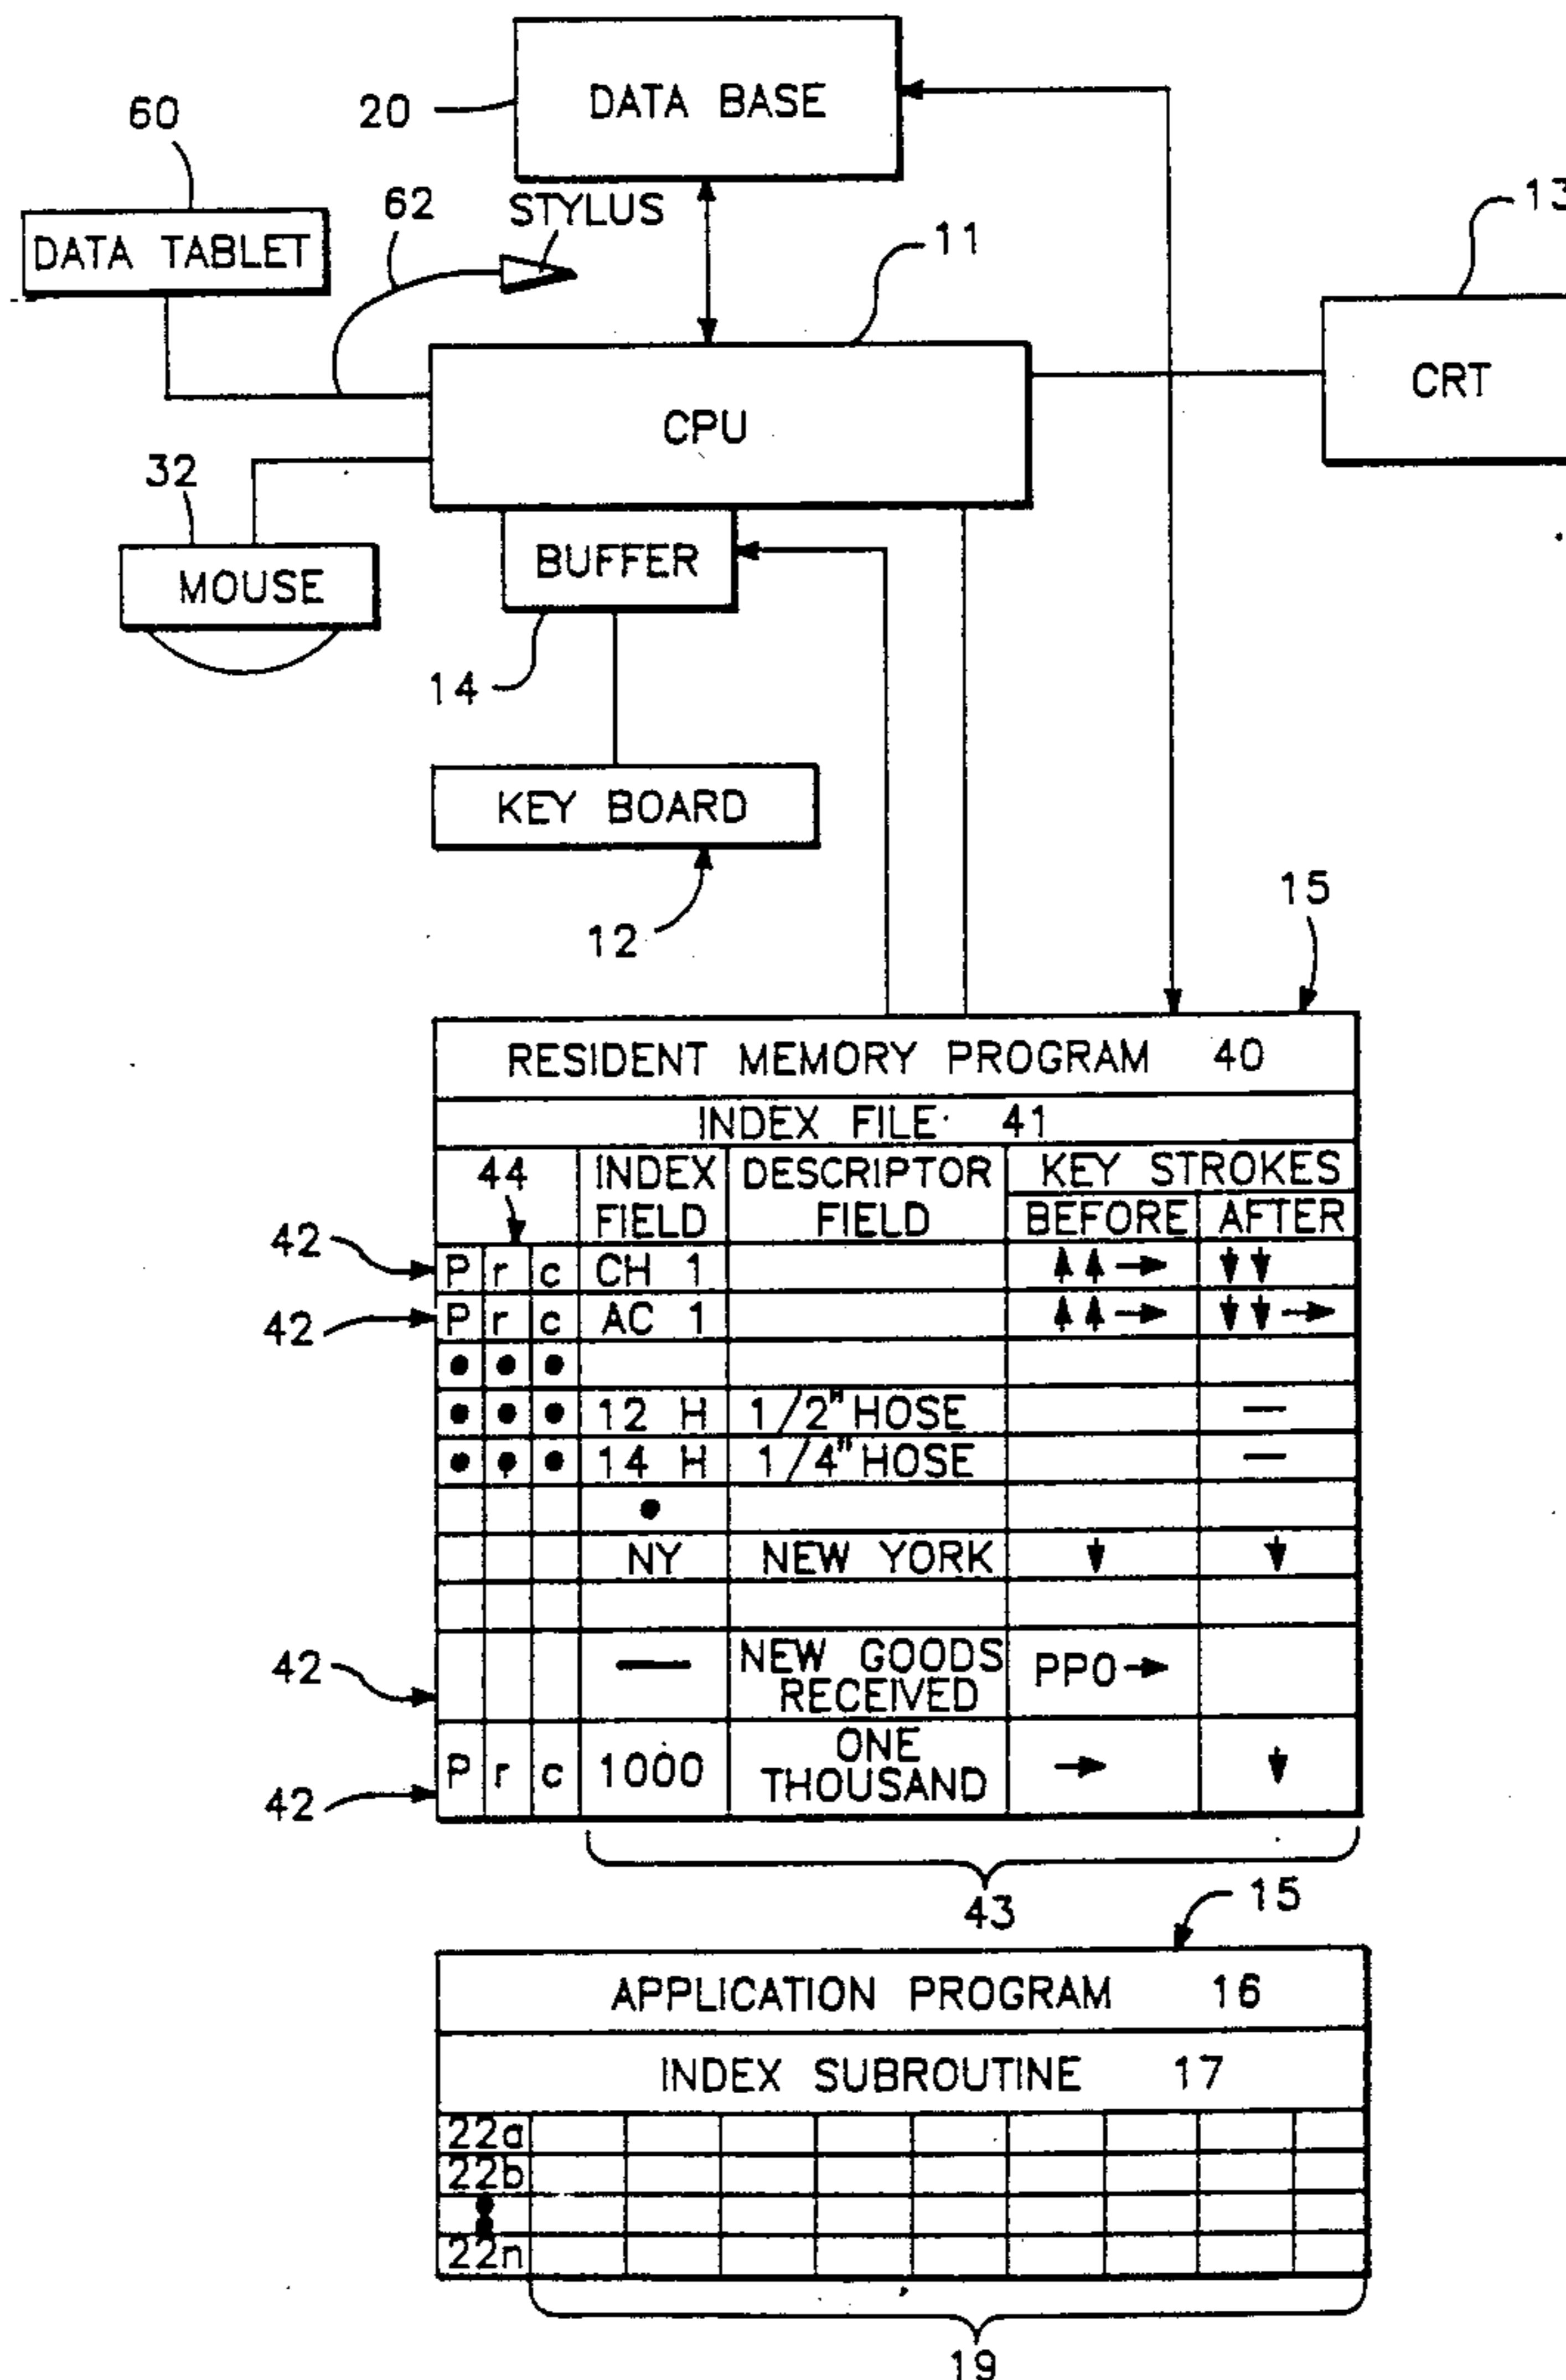 DATA BASE
20
60
DATA TABLET
62
STYLUS
11
13
CPU
CRT
32
MOUSE
BUFFER
14
KEY BOARD
12
15
RESIDENT MEMORY PROGRAM 40
INDEX FILE 41
44 INDEX FIELD DESCRIPTOR FIELD KEY STROKES
BEFORE AFTER
42 P r c CH 1 ↑↑→ ↓↓
42 P r c AC 1 ↑↑→ ↓↓→
• • •
• • • 12 H 1/2" HOSE —
• • • 14 H 1/4" HOSE —
•
NY NEW YORK ↓ ↓
42 — NEW GOODS RECEIVED PPO→
42 P r c 1000 ONE THOUSAND → ↓
43
15
APPLICATION PROGRAM 16
INDEX SUBROUTINE 17
22a
22b
22n
19